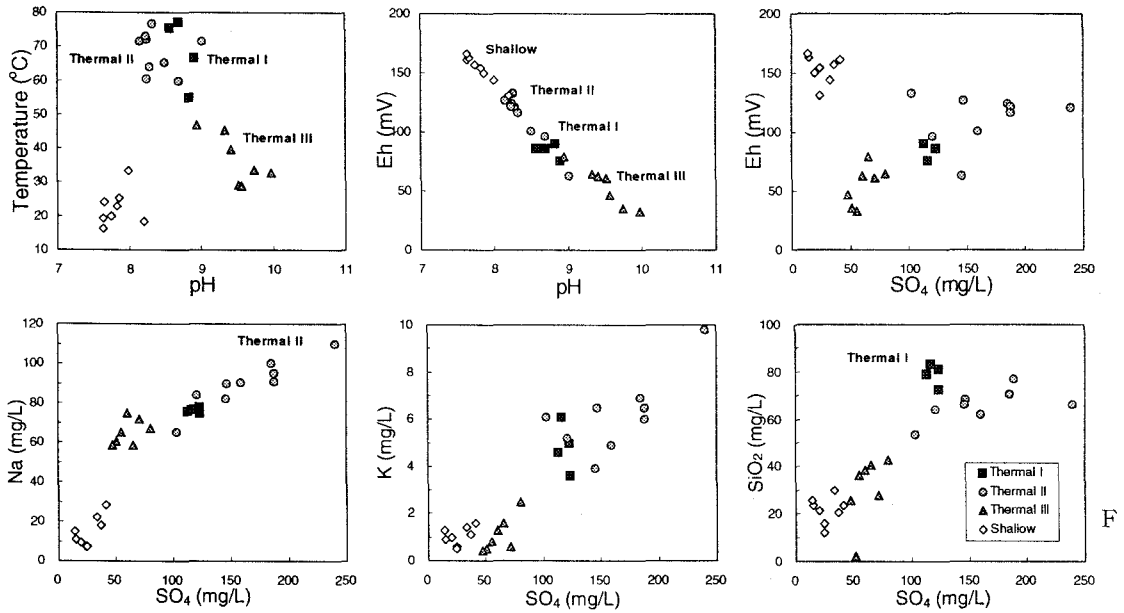 80
70
60
50
40
30
20
10
Temperature (°C)
Thermal II
Thermal I
Thermal III
7
8
9
10
11
pH
200
150
100
50
0
Eh (mV)
Shallow
Thermal II
Thermal I
Thermal III
7
8
9
10
11
pH
200
150
100
50
0
Eh (mV)
0
50
100
150
200
250
SO₄ (mg/L)
120
100
80
60
40
20
0
Na (mg/L)
Thermal II
0
50
100
150
200
250
SO₄ (mg/L)
10
8
6
4
2
0
K (mg/L)
0
50
100
150
200
250
SO₄ (mg/L)
100
80
60
40
20
0
SiO₂ (mg/L)
Thermal I
Thermal I
Thermal II
Thermal III
Shallow
0
50
100
150
200
250
SO₄ (mg/L)
F